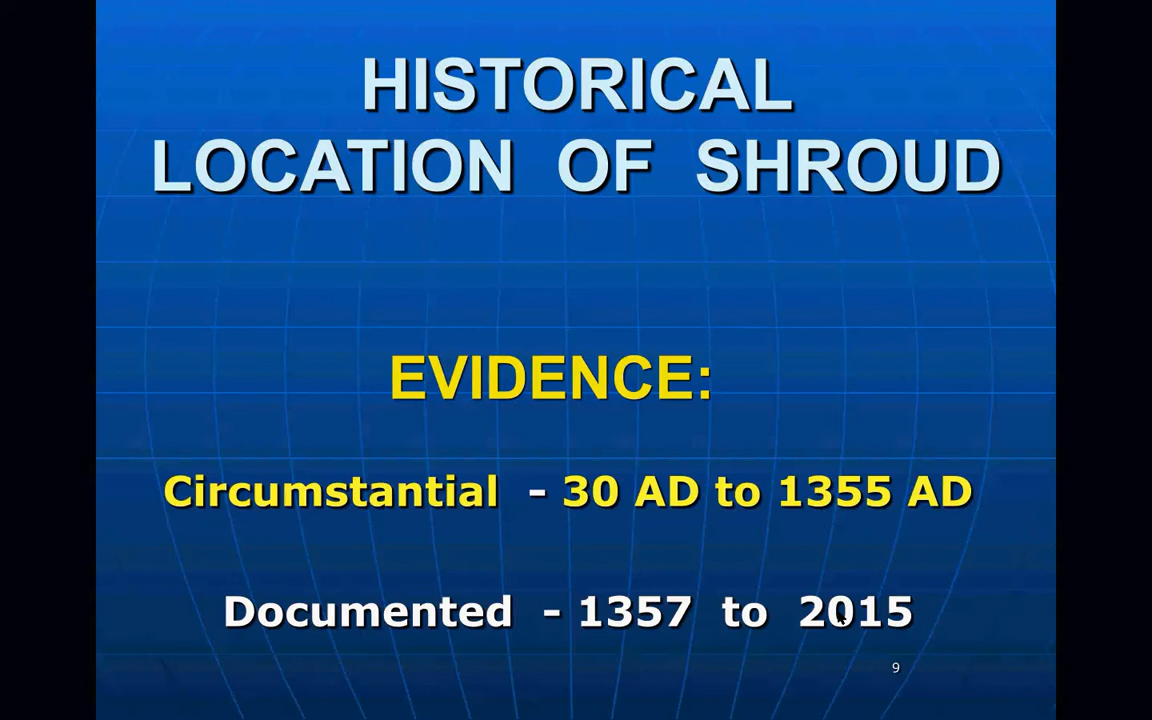 HISTORICAL
LOCATION OF SHROUD
EVIDENCE:
Circumstantial - 30 AD to 1355 AD
Documented - 1357 to 2015
9